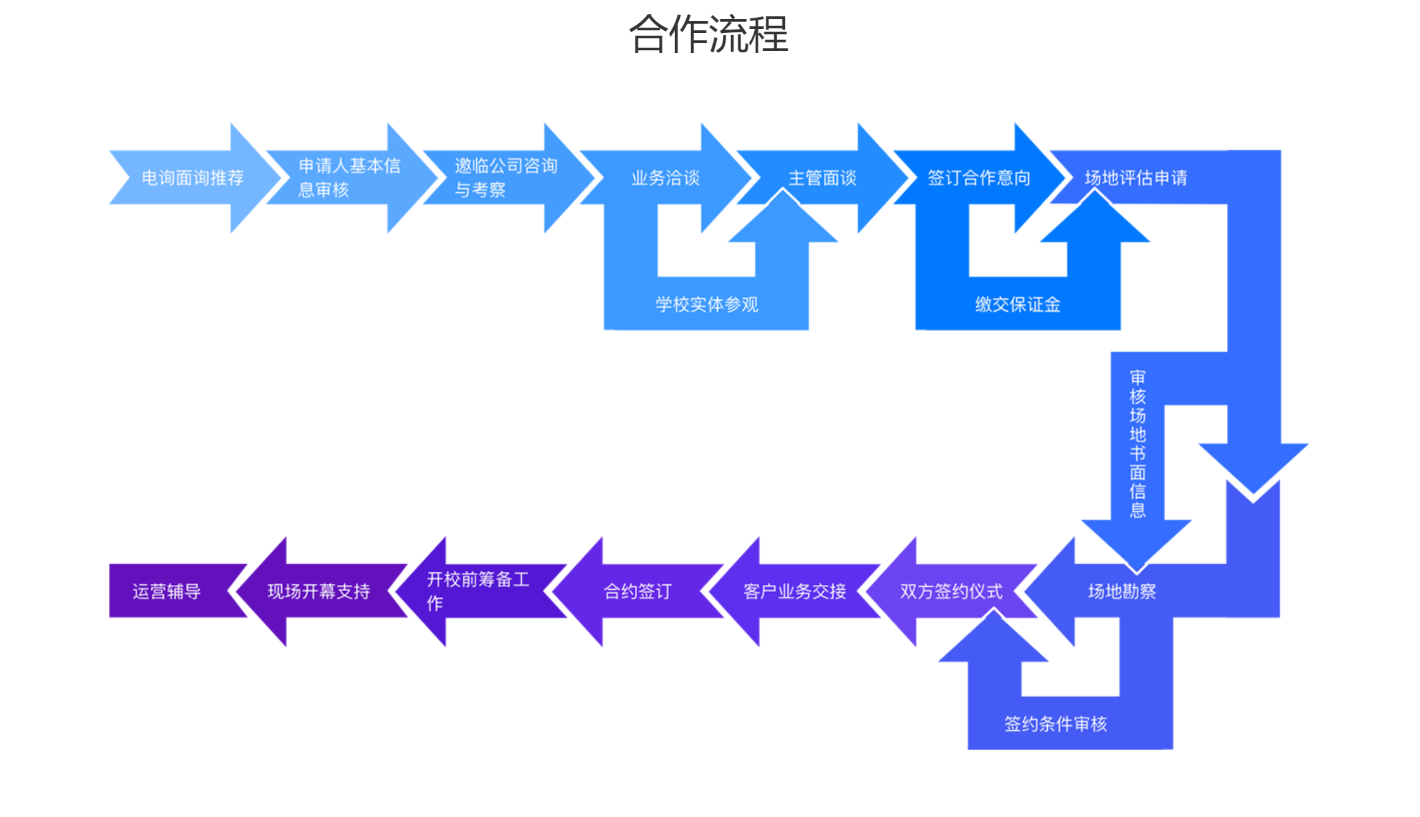 合作流程
电询面询推荐
申请人基本信
息审核
邀临公司咨询
与考察
业务洽谈
主管面谈
签订合作意向
场地评估申请
学校实体参观
缴交保证金
审核场地书面信息
场地勘察
双方签约仪式
客户业务交接
合约签订
开校前筹备工
作
现场开幕支持
运营辅导
签约条件审核